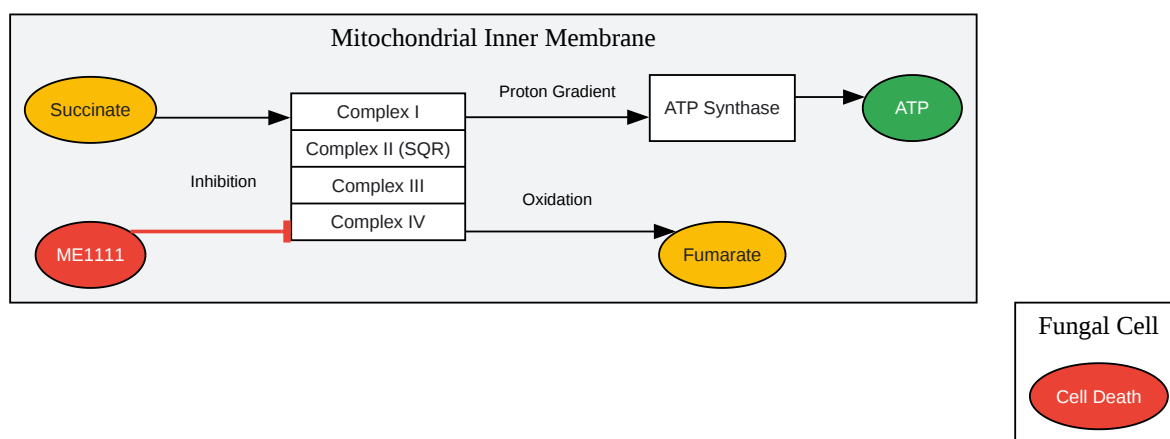 Mitochondrial Inner Membrane
Succinate
Complex I
Proton Gradient
ATP Synthase
ATP
Complex II (SQR)
Inhibition
Complex III
Oxidation
Complex IV
ME1111
Fumarate
Fungal Cell
Cell Death